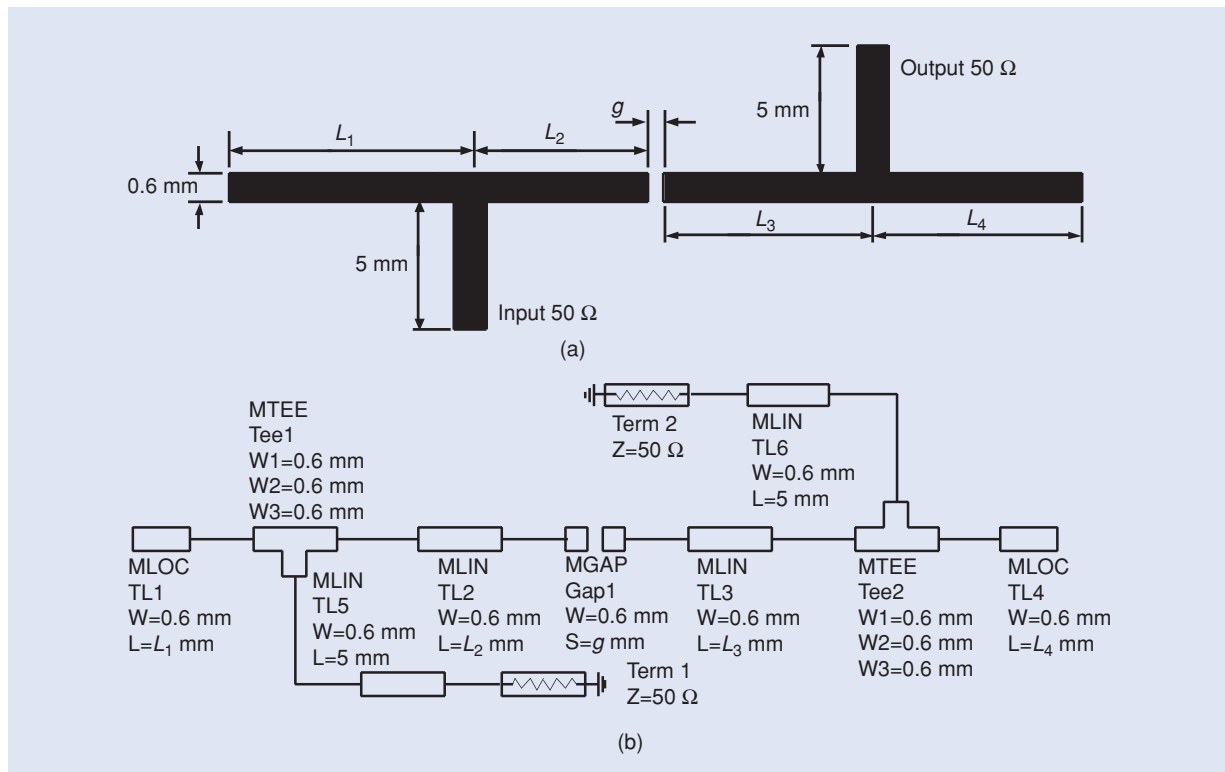 Output 50 Ω
5 mm
g
L1
L2
0.6 mm
L3
L4
5 mm
Input 50 Ω
(a)
MTEE
Tee1
W1=0.6 mm
W2=0.6 mm
W3=0.6 mm
Term 2
Z=50 Ω
MLIN
TL6
W=0.6 mm
L=5 mm
MLOC
TL1
W=0.6 mm
L=L1 mm
MLIN
TL5
W=0.6 mm
L=5 mm
MLIN
TL2
W=0.6 mm
L=L2 mm
MGAP
Gap1
W=0.6 mm
S=g mm
MLIN
TL3
W=0.6 mm
L=L3 mm
MTEE
Tee2
W1=0.6 mm
W2=0.6 mm
W3=0.6 mm
MLOC
TL4
W=0.6 mm
L=L4 mm
Term 1
Z=50 Ω
(b)